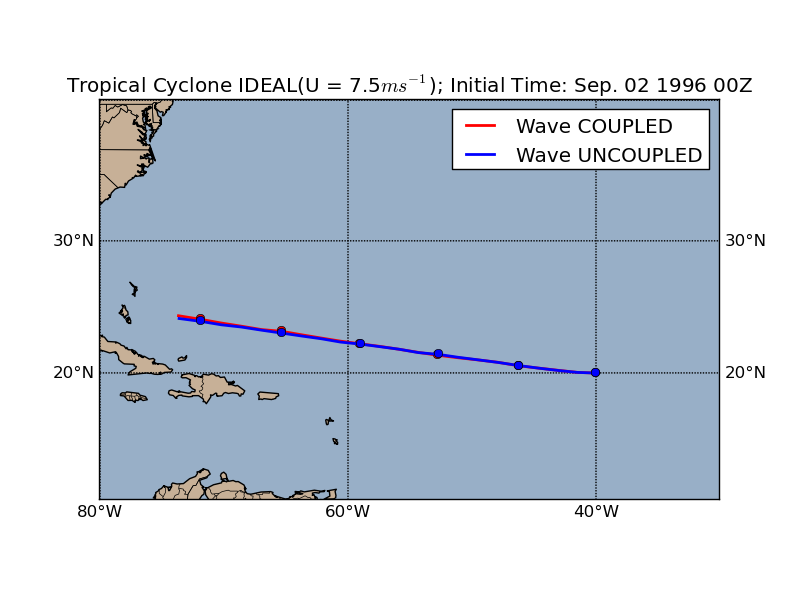 Tropical Cyclone IDEAL(U = 7.5ms⁻¹); Initial Time: Sep. 02 1996 00Z
Wave COUPLED
Wave UNCOUPLED
30°N 30°N
20°N 20°N
80°W 60°W 40°W